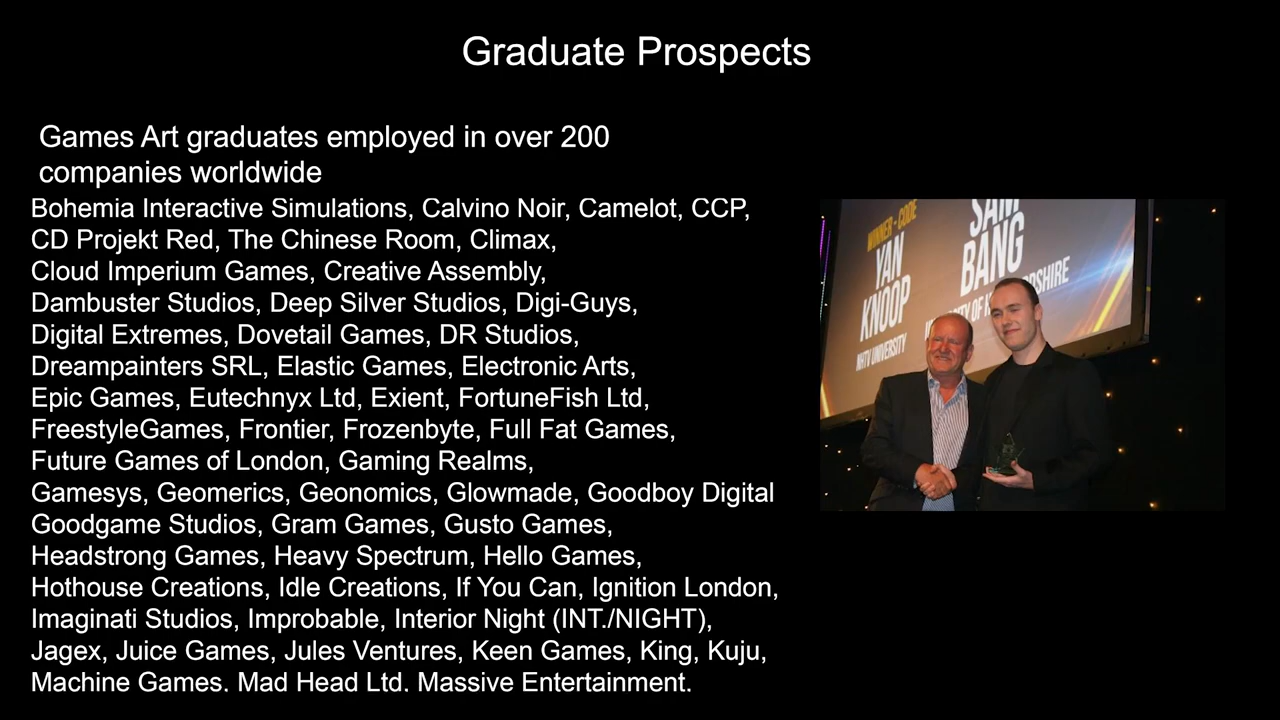 Graduate Prospects
Games Art graduates employed in over 200
companies worldwide
Bohemia Interactive Simulations, Calvino Noir, Camelot, CCP,
CD Projekt Red, The Chinese Room, Climax,
Cloud Imperium Games, Creative Assembly,
Dambuster Studios, Deep Silver Studios, Digi-Guys,
Digital Extremes, Dovetail Games, DR Studios,
Dreampainters SRL, Elastic Games, Electronic Arts,
Epic Games, Eutechnyx Ltd, Exient, FortuneFish Ltd,
FreestyleGames, Frontier, Frozenbyte, Full Fat Games,
Future Games of London, Gaming Realms,
Gamesys, Geomerics, Geonomics, Glowmade, Goodboy Digital
Goodgame Studios, Gram Games, Gusto Games,
Headstrong Games, Heavy Spectrum, Hello Games,
Hothouse Creations, Idle Creations, If You Can, Ignition London,
Imaginati Studios, Improbable, Interior Night (INT./NIGHT),
Jagex, Juice Games, Jules Ventures, Keen Games, King, Kuju,
Machine Games, Mad Head Ltd, Massive Entertainment,
WINNER - CODE
YAN
KNOOP
NHTV UNIVERSITY
SAM
BANG